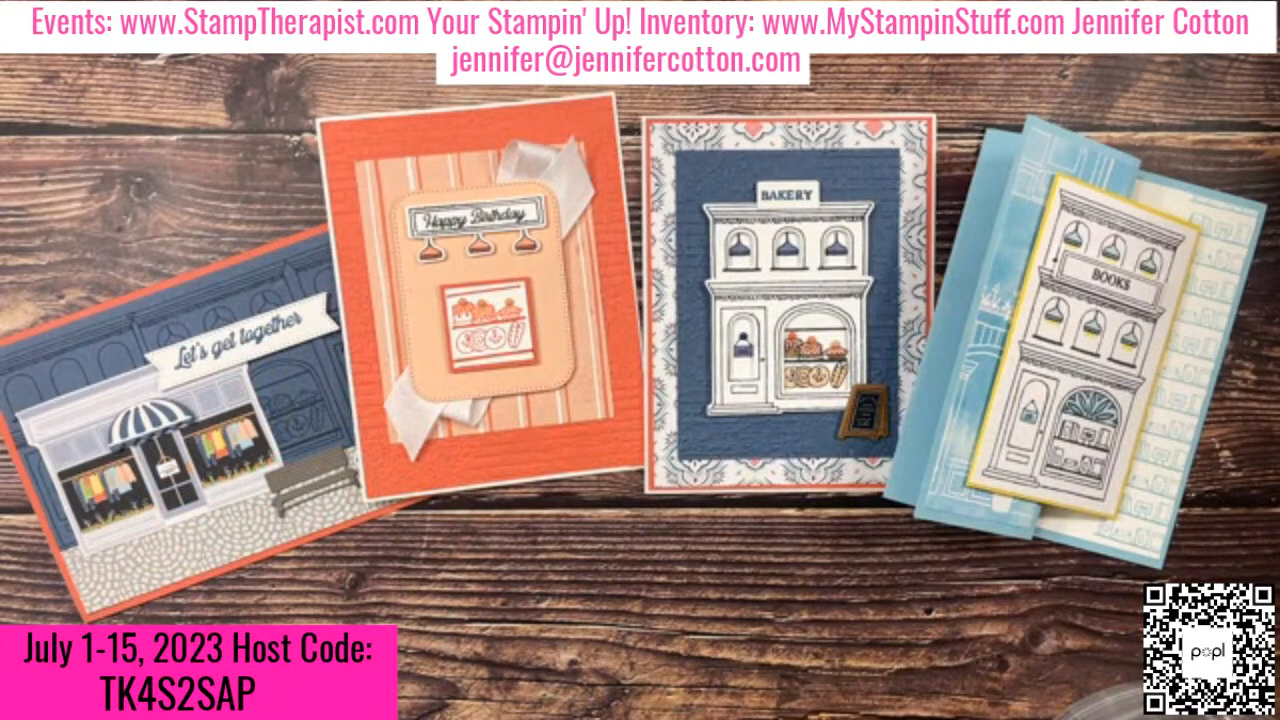 Events: www.StampTherapist.com Your Stampin' Up! Inventory: www.MyStampinStuff.com Jennifer Cotton
jennifer@jennifercotton.com
Let's get together
Happy Birthday
BAKERY
BOOKS
July 1-15, 2023 Host Code:
TK4S2SAP
popl